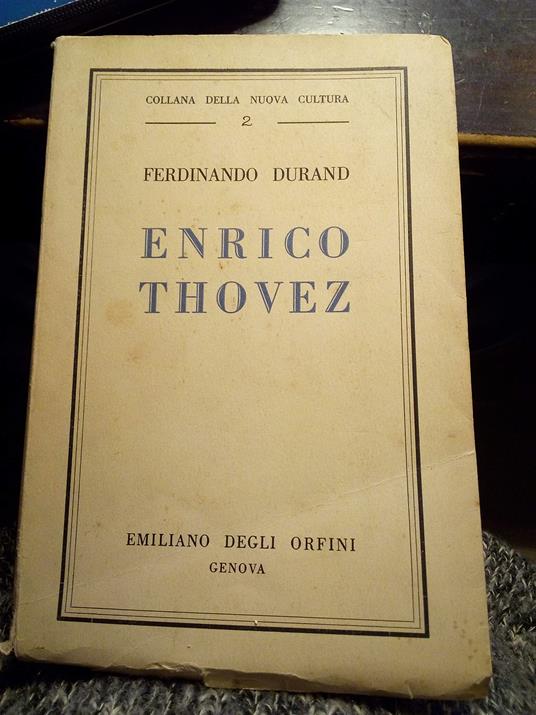 COLLANA DELLA NUOVA CULTURA
2
FERDINANDO DURAND
ENRICO
THOVEZ
EMILIANO DEGLI ORFINI
GENOVA